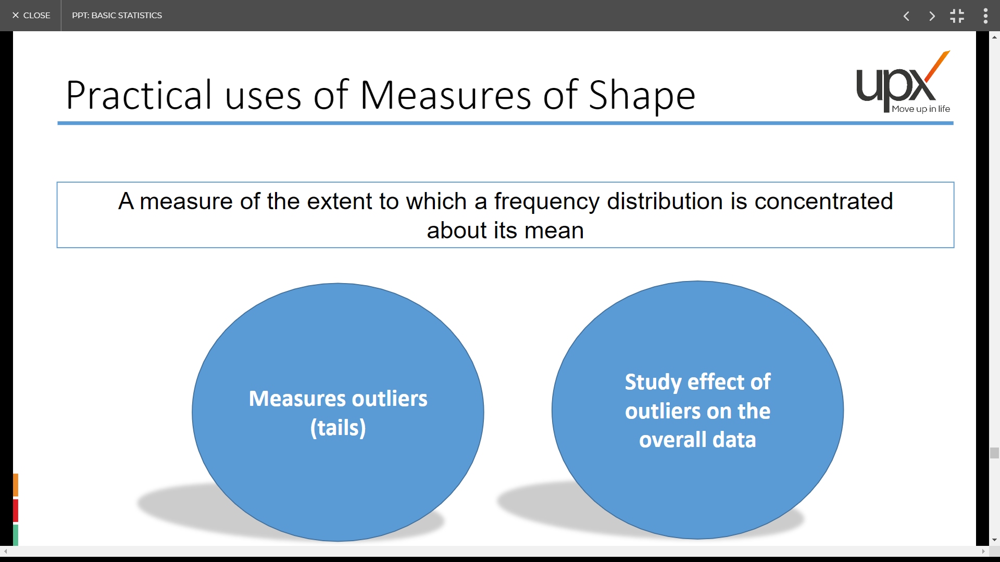 CLOSE
PPT: BASIC STATISTICS
upx
Move up in life
Practical uses of Measures of Shape
A measure of the extent to which a frequency distribution is concentrated
about its mean
Measures outliers
(tails)
Study effect of
outliers on the
overall data